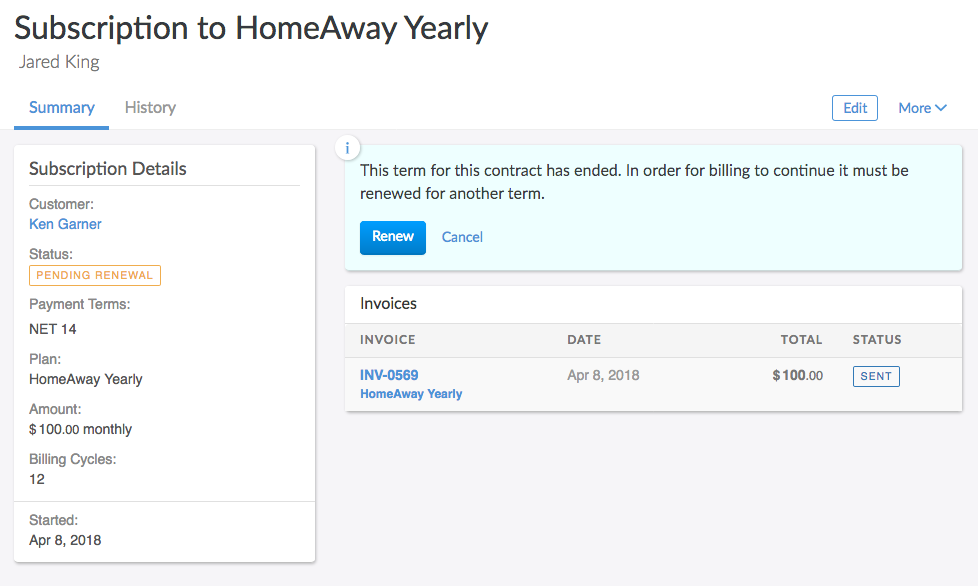 Subscription to HomeAway Yearly
Jared King
Summary
History
Edit
More
Subscription Details
Customer:
Ken Garner
Status:
PENDING RENEWAL
Payment Terms:
NET 14
Plan:
HomeAway Yearly
Amount:
$100.00 monthly
Billing Cycles:
12
Started:
Apr 8, 2018
i
This term for this contract has ended. In order for billing to continue it must be
renewed for another term.
Renew
Cancel
Invoices
INVOICE DATE TOTAL STATUS
INV-0569 Apr 8, 2018 $100.00 SENT
HomeAway Yearly